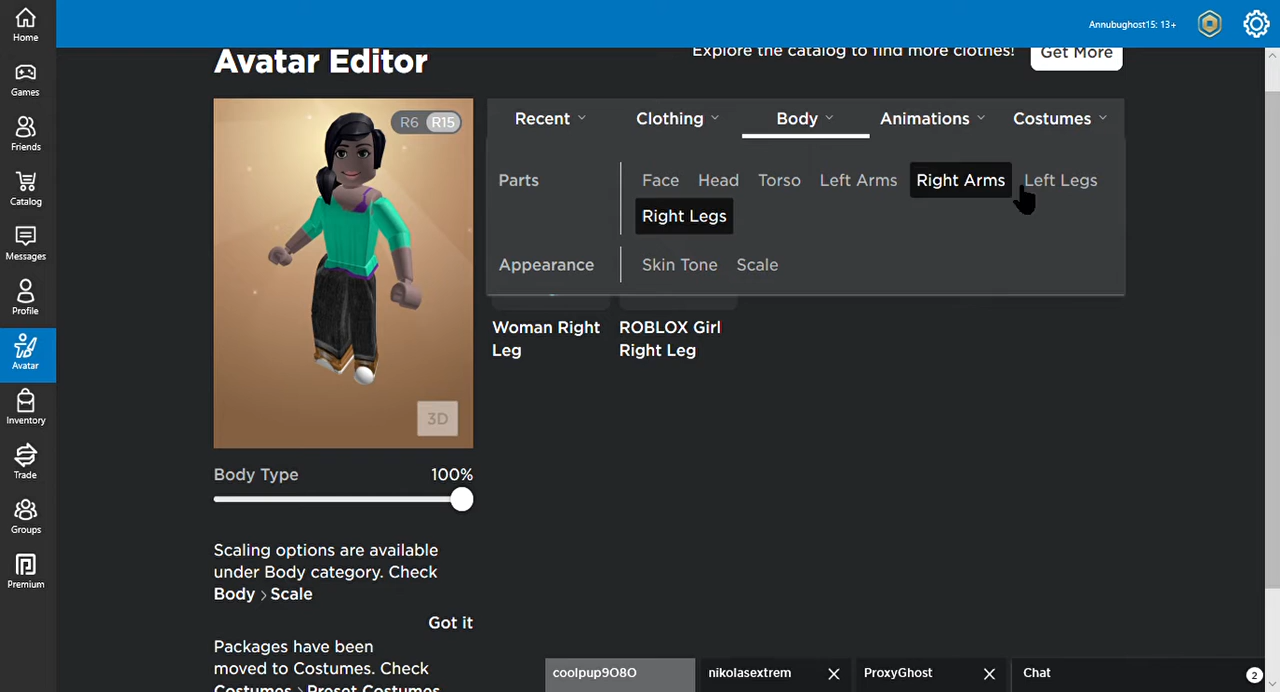 Home
Annubughost15: 13+
Games
Friends
Catalog
Messages
Profile
Avatar
Inventory
Trade
Groups
Premium
Avatar Editor
Explore the catalog to find more clothes!
Get More
R6 R15
3D
Body Type 100%
Scaling options are available
under Body category. Check
Body > Scale
Got it
Packages have been
moved to Costumes. Check
Costumes > Preset Costumes
Recent Clothing Body Animations Costumes
Parts
Face Head Torso Left Arms Right Arms Left Legs
Right Legs
Appearance
Skin Tone Scale
Woman Right
Leg
ROBLOX Girl
Right Leg
coolpup9080
nikolasextrem
ProxyGhost
Chat
2